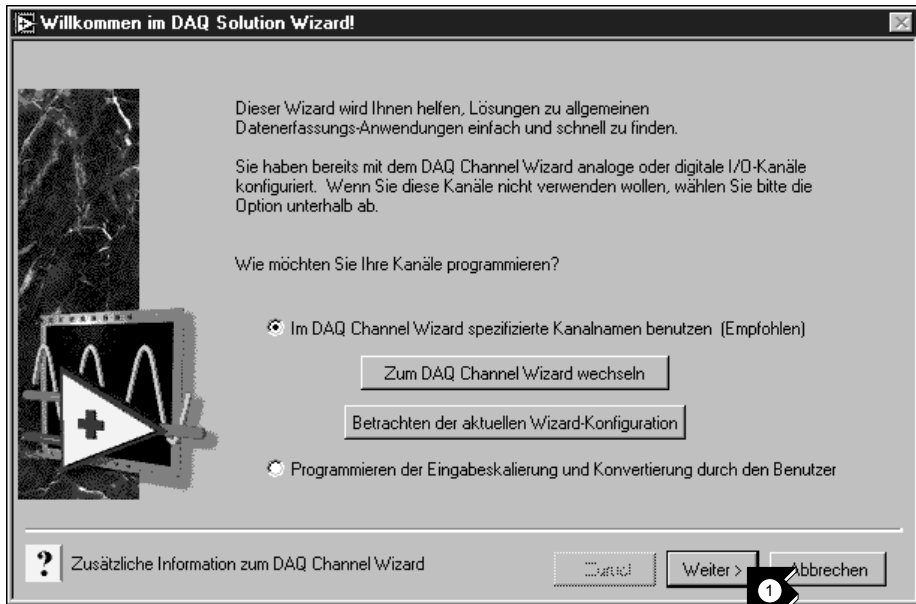 Willkommen im DAQ Solution Wizard!
Dieser Wizard wird Ihnen helfen, Lösungen zu allgemeinen
Datenerfassungs-Anwendungen einfach und schnell zu finden.
Sie haben bereits mit dem DAQ Channel Wizard analoge oder digitale I/O-Kanäle
konfiguriert. Wenn Sie diese Kanäle nicht verwenden wollen, wählen Sie bitte die
Option unterhalb ab.
Wie möchten Sie Ihre Kanäle programmieren?
Im DAQ Channel Wizard spezifizierte Kanalnamen benutzen (Empfohlen)
Zum DAQ Channel Wizard wechseln
Betrachten der aktuellen Wizard-Konfiguration
Programmieren der Eingabeskalierung und Konvertierung durch den Benutzer
? Zusätzliche Information zum DAQ Channel Wizard
Zurück
Weiter >
Abbrechen
1